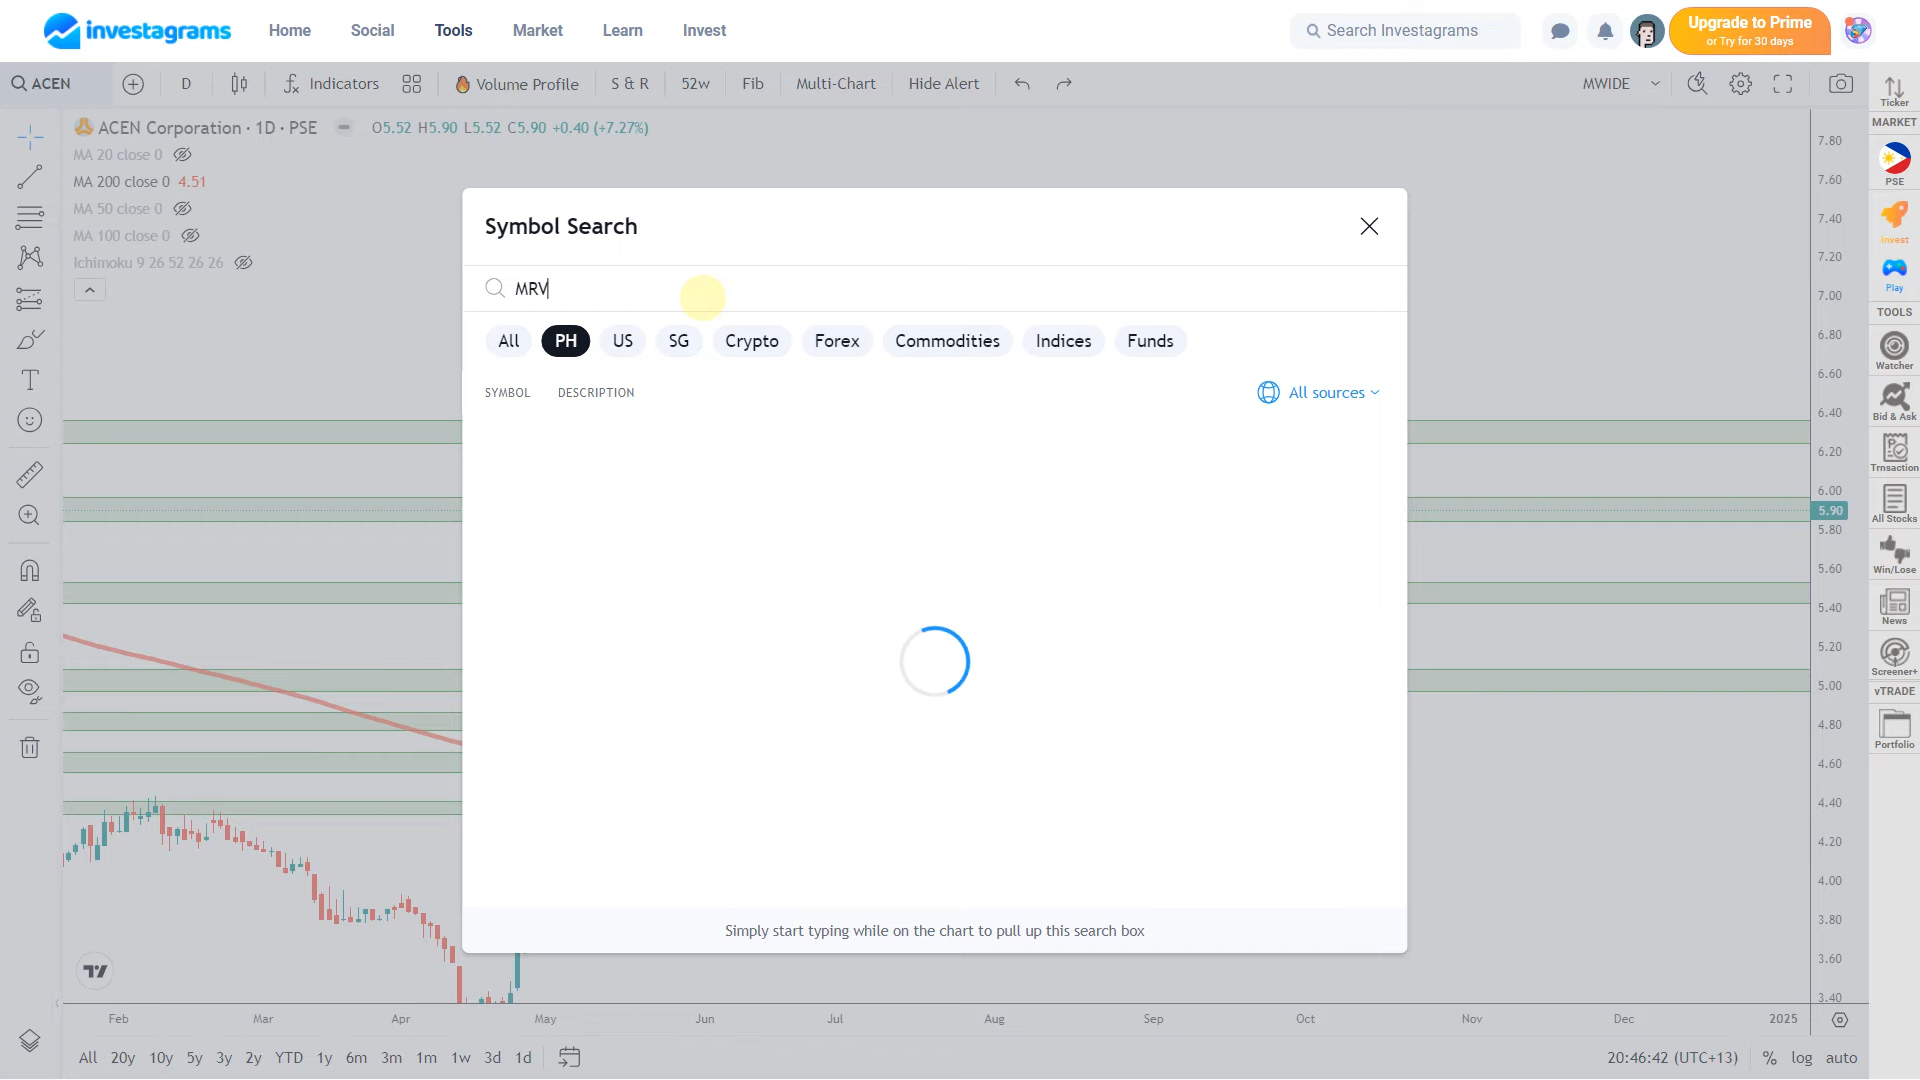 investagrams Home Social Tools Market Learn Invest Search Investagrams Upgrade to Prime
or Try for 30 days
ACEN D Indicators Volume Profile S & R 52w Fib Multi-Chart Hide Alert MWIDE
Ticker
ACEN Corporation · 1D · PSE O5.52 H5.90 L5.52 C5.90 +0.40 (+7.27%)
MA 20 close 0
MA 200 close 0 4.51
MA 50 close 0
MA 100 close 0
Ichimoku 9 26 52 26 26
Symbol Search
MRV
All PH US SG Crypto Forex Commodities Indices Funds
SYMBOL DESCRIPTION All sources
Simply start typing while on the chart to pull up this search box
7.80
7.60
7.40
7.20
7.00
6.80
6.60
6.40
6.20
6.00
5.90
5.80
5.60
5.40
5.20
5.00
4.80
4.60
4.40
4.20
4.00
3.80
3.60
3.40
MARKET
PSE
Invest
Play
TOOLS
Watcher
Bid & Ask
Trnsaction
All Stocks
Win/Lose
News
Screener+
vTRADE
Portfolio
Feb Mar Apr May Jun Jul Aug Sep Oct Nov Dec 2025
All 20y 10y 5y 3y 2y YTD 1y 6m 3m 1m 1w 3d 1d 20:46:42 (UTC+13) % log auto